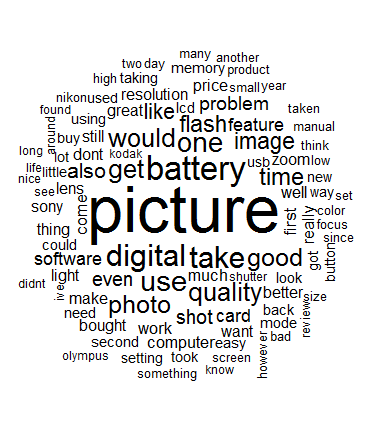 many another
two day memory product
high taking
nikon used resolution price small year
found great like lcd problem taken
around using flash feature manual
buy still would one image think
long lot dont kodak get battery usb zoom low
life little also time new
nice see lens well way set
sony come picture first really color
thing focus
could digital take good got button since
software
light even use much shutter look
didnt ive make photo quality better size
need shot card back review
bought work want mode
second computer easy however bad
olympus setting took screen
something know